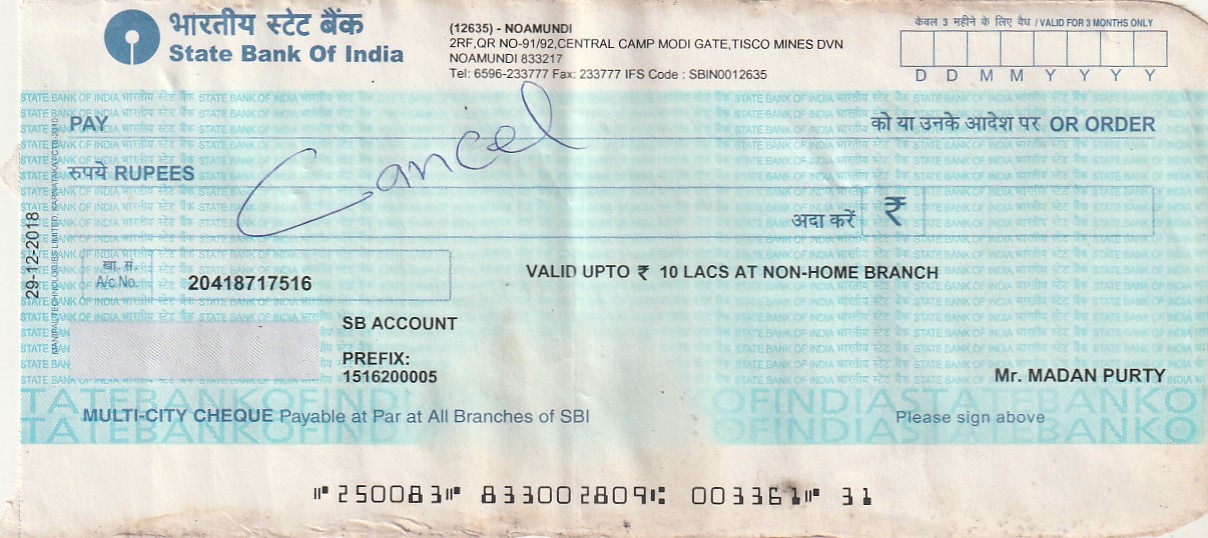 भारतीय स्टेट बैंक
State Bank Of India
(12635) - NOAMUNDI
2RF,QR NO-91/92,CENTRAL CAMP MODI GATE,TISCO MINES DVN
NOAMUNDI 833217
Tel: 6596-233777 Fax: 233777 IFS Code : SBIN0012635
केवल 3 महीने के लिए वैध / VALID FOR 3 MONTHS ONLY
D D M M Y Y Y Y
PAY
Cancel
को या उनके आदेश पर OR ORDER
रुपये RUPEES
अदा करें ₹
29-12-2018
खा. सं.
A/c No. 20418717516
VALID UPTO ₹ 10 LACS AT NON-HOME BRANCH
SB ACCOUNT
PREFIX:
1516200005
Mr. MADAN PURTY
MULTI-CITY CHEQUE Payable at Par at All Branches of SBI
Please sign above
⑈250083⑈ 833002809⑆ 003361⑈ 31